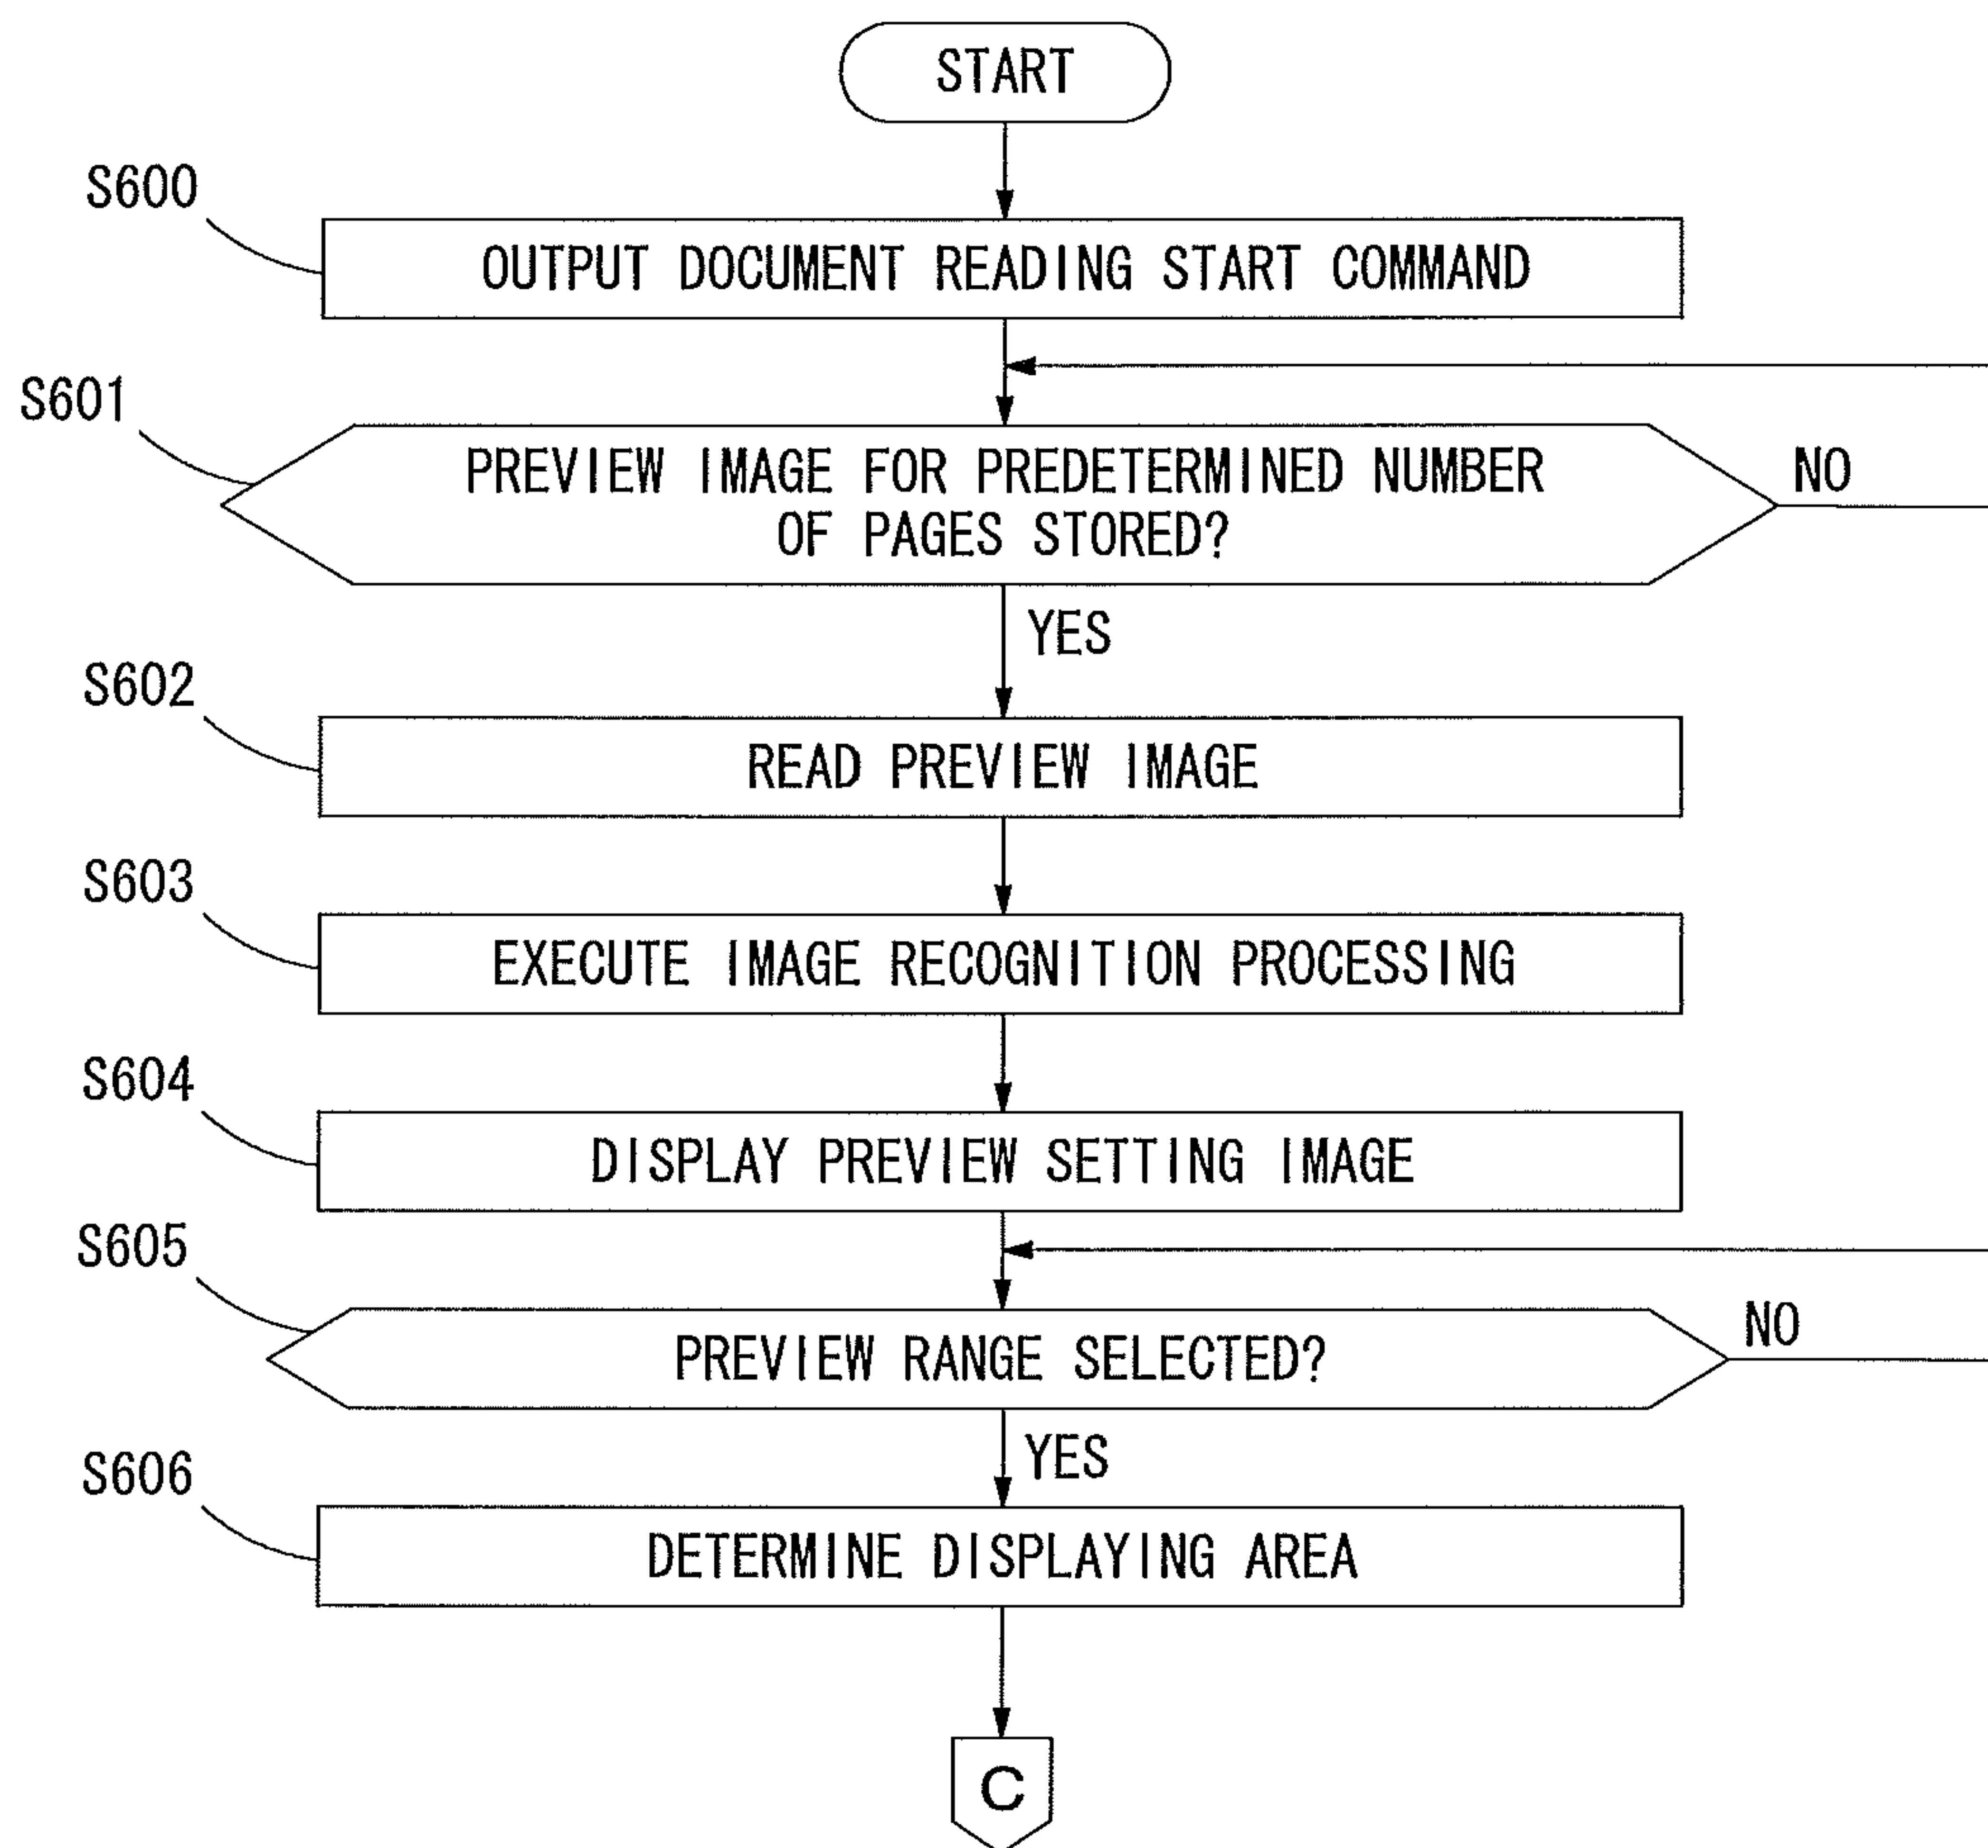 START
S600
OUTPUT DOCUMENT READING START COMMAND
S601
PREVIEW IMAGE FOR PREDETERMINED NUMBER
OF PAGES STORED?
NO
YES
S602
READ PREVIEW IMAGE
S603
EXECUTE IMAGE RECOGNITION PROCESSING
S604
DISPLAY PREVIEW SETTING IMAGE
S605
PREVIEW RANGE SELECTED?
NO
YES
S606
DETERMINE DISPLAYING AREA
C